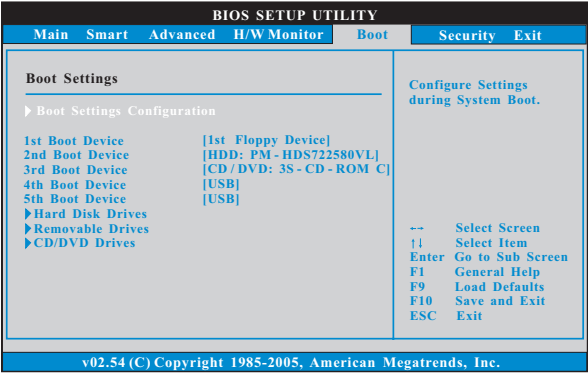 BIOS SETUP UTILITY
Main Smart Advanced H/W Monitor Boot Security Exit
Boot Settings
Boot Settings Configuration
1st Boot Device [1st Floppy Device]
2nd Boot Device [HDD: PM - HDS722580VL]
3rd Boot Device [CD / DVD: 3S - CD - ROM C]
4th Boot Device [USB]
5th Boot Device [USB]
Hard Disk Drives
Removable Drives
CD/DVD Drives
Configure Settings
during System Boot.
←→ Select Screen
↑↓ Select Item
Enter Go to Sub Screen
F1 General Help
F9 Load Defaults
F10 Save and Exit
ESC Exit
v02.54 (C) Copyright 1985-2005, American Megatrends, Inc.